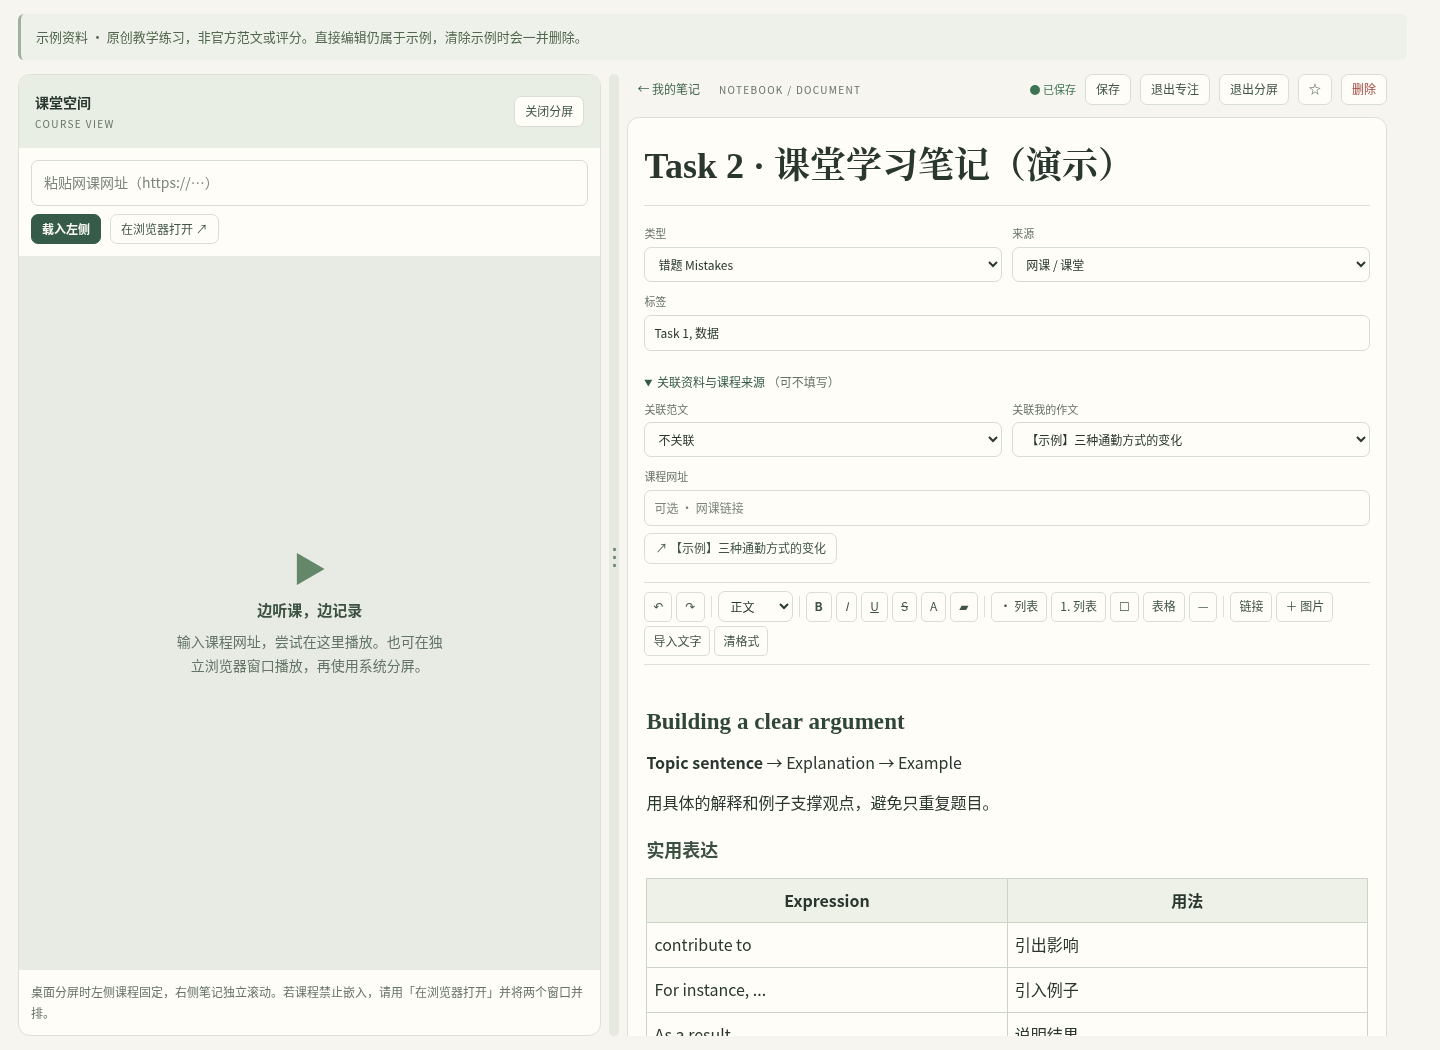 示例资料 · 原创教学练习，非官方范文或评分。直接编辑仍属于示例，清除示例时会一并删除。
课堂空间
COURSE VIEW
关闭分屏
粘贴网课网址（https://…）
载入左侧
在浏览器打开 ↗
▶
边听课，边记录
输入课程网址，尝试在这里播放。也可在独
立浏览器窗口播放，再使用系统分屏。
桌面分屏时左侧课程固定，右侧笔记独立滚动。若课程禁止嵌入，请用「在浏览器打开」并将两个窗口并
排。
← 我的笔记
NOTEBOOK / DOCUMENT
已保存
保存
退出专注
退出分屏
☆
删除
Task 2 · 课堂学习笔记（演示）
类型
来源
错题 Mistakes
网课 / 课堂
标签
Task 1, 数据
▼ 关联资料与课程来源 （可不填写）
关联范文
关联我的作文
不关联
【示例】三种通勤方式的变化
课程网址
可选 · 网课链接
↗ 【示例】三种通勤方式的变化
↶ ↷ 正文 B I U S A ▰ · 列表 1. 列表 ☐ 表格 — 链接 ＋ 图片
导入文字 清格式
Building a clear argument
Topic sentence → Explanation → Example
用具体的解释和例子支撑观点，避免只重复题目。
实用表达
Expression 用法
contribute to 引出影响
For instance, ... 引入例子
As a result 说明结果